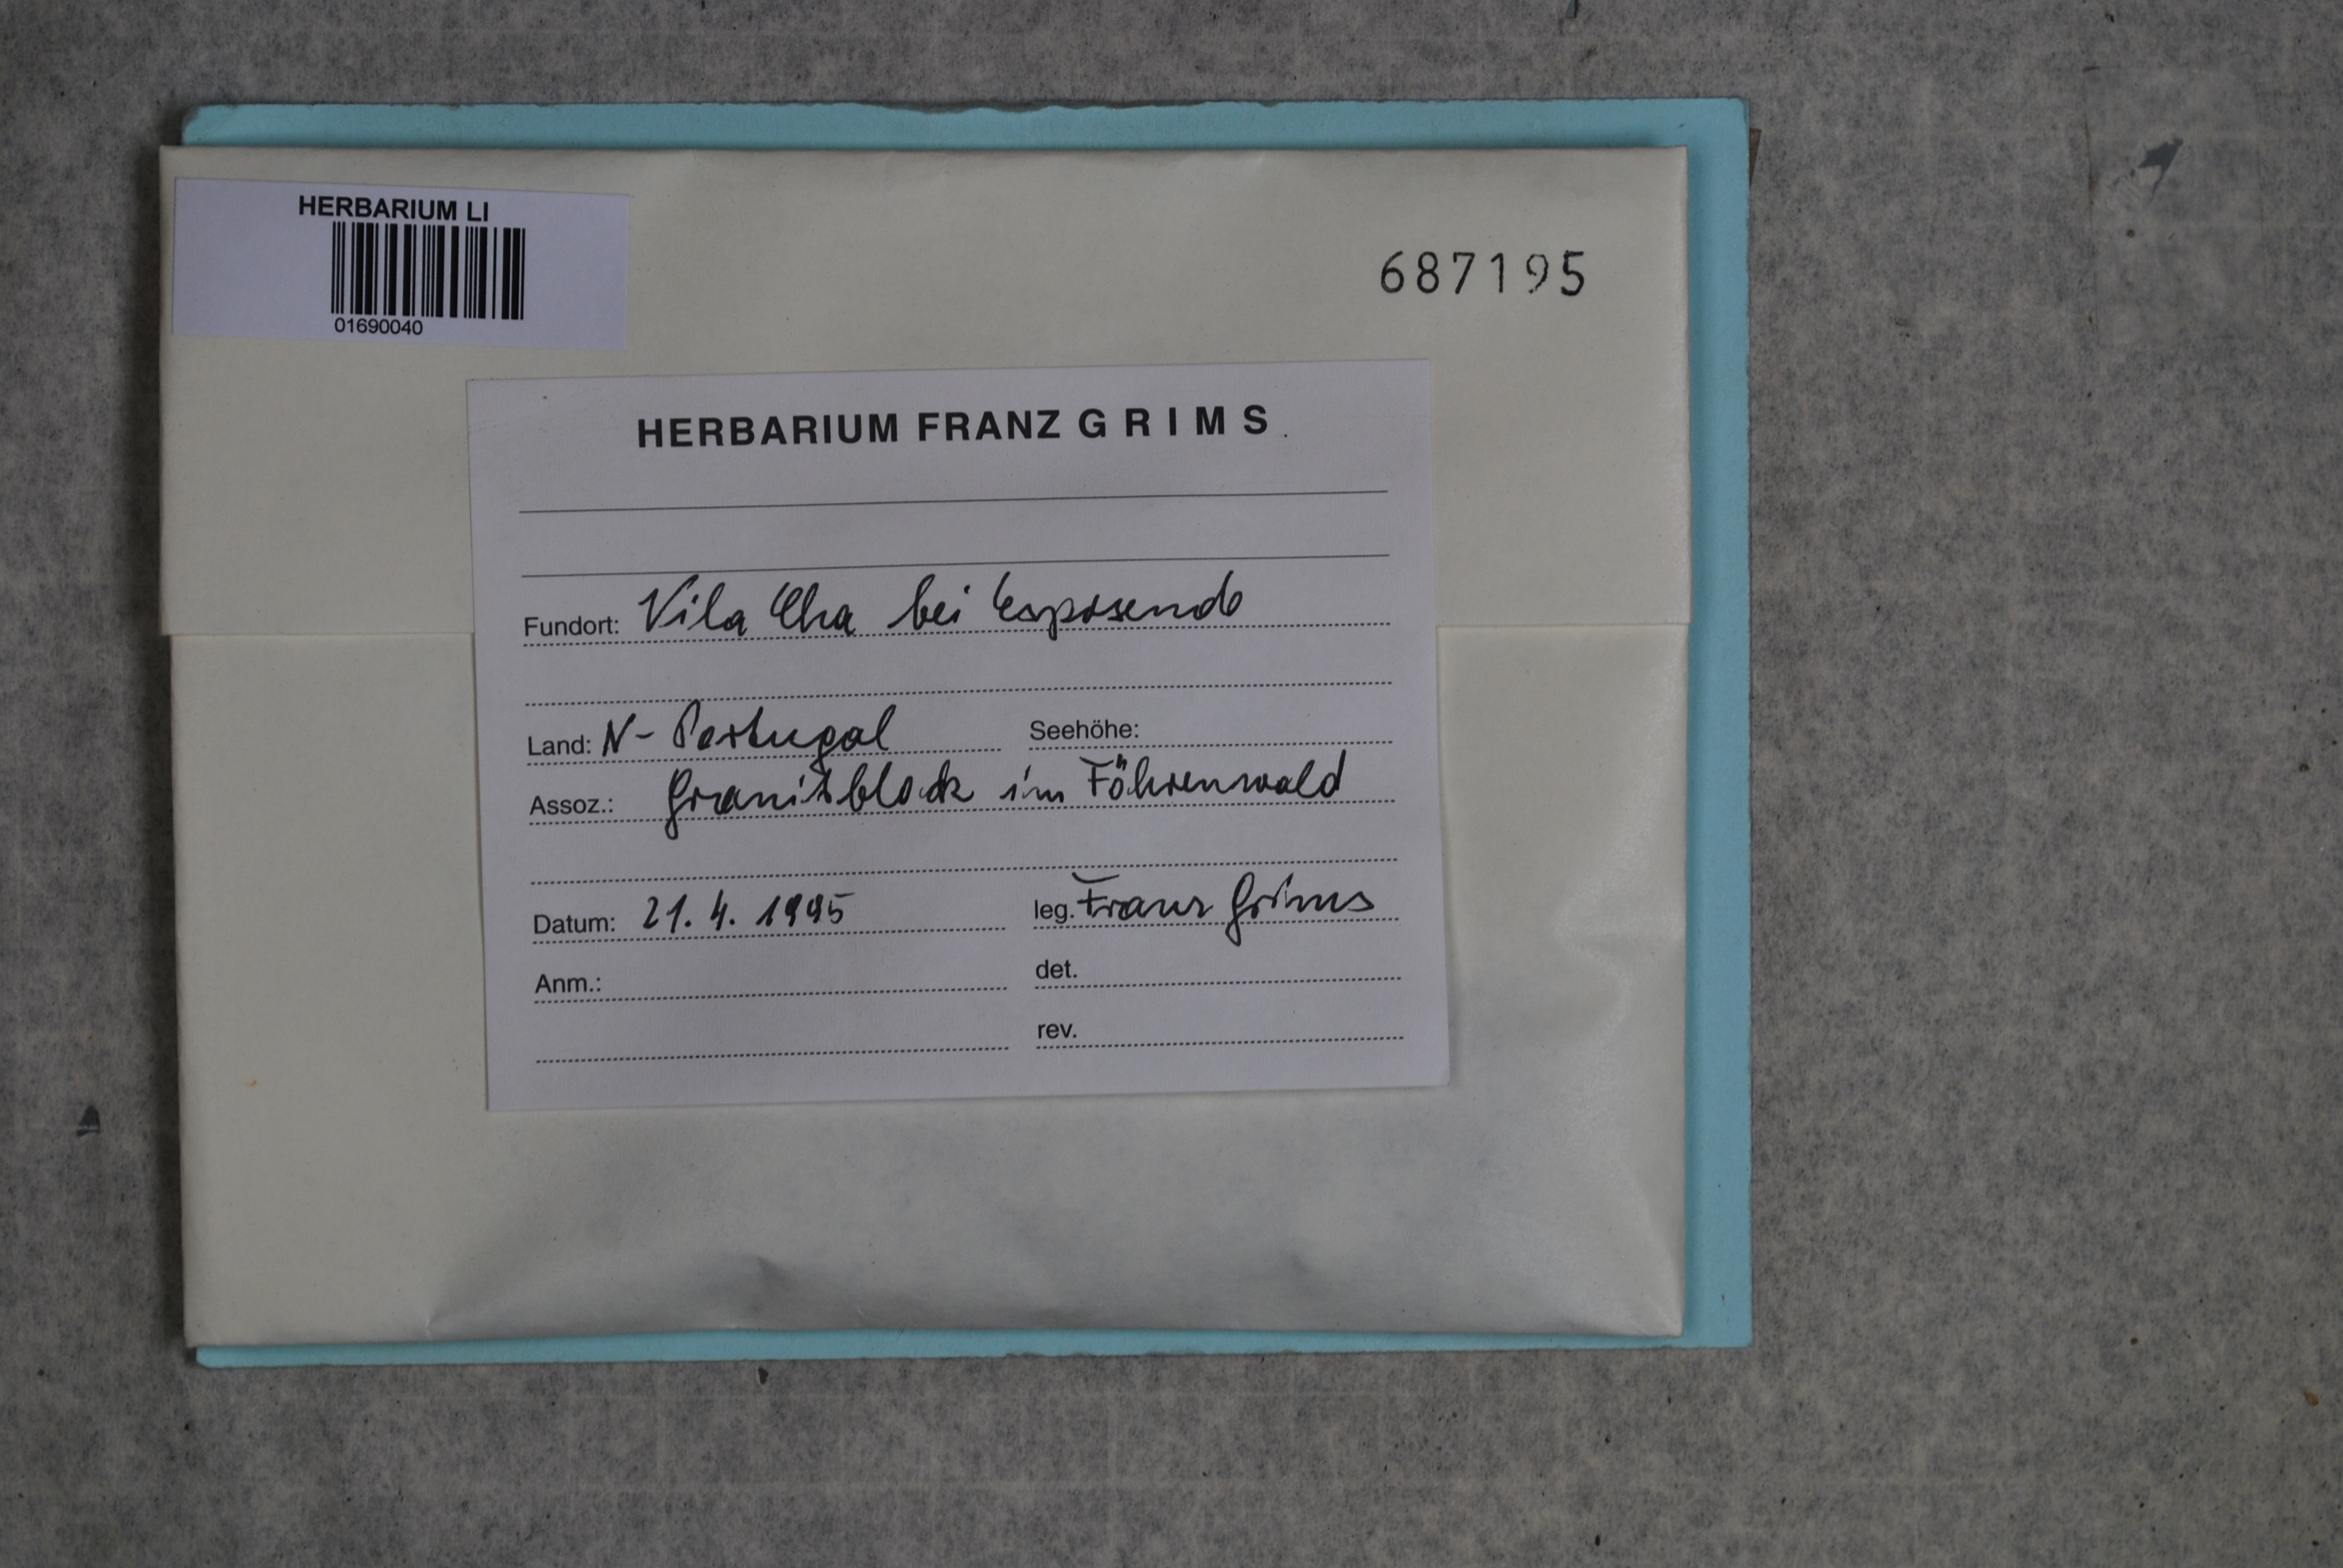 HERBARIUM LI
01690040
687195
HERBARIUM FRANZ G R I M S .
Fundort: Vila Cha bei Esposende
Land: N- Portugal Seehöhe:
Assoz.: Granitblock im Föhrenwald
Datum: 21. 4. 1995 leg. Franz Grims
Anm.: det.
rev.